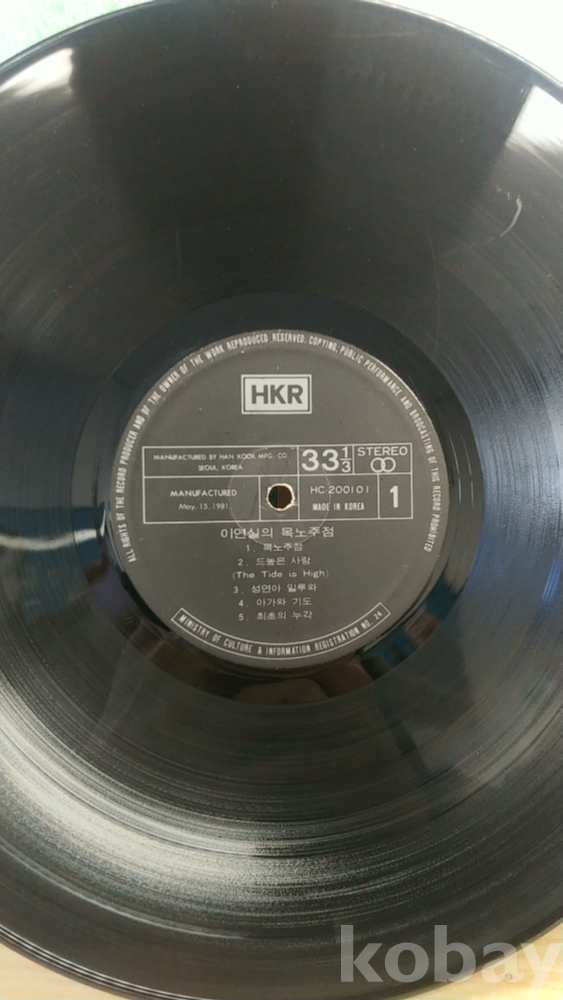 ALL RIGHTS OF THE RECORD PRODUCER AND OF THE OWNER OF THE WORK REPRODUCED RESERVED. COPYING, PUBLIC PERFORMANCE AND BROADCASTING OF THIS RECORD PROHIBITED
HKR
MANUFACTURED BY HAN KOOK MFG. CO.
SEOUL, KOREA
33 1/3
STEREO
MANUFACTURED
May. 15, 1981.
HC-200101
MADE IN KOREA
1
이연실의 목노주점
1. 목노주점
2. 드높은 사랑
(The Tide is High)
3. 성연아 일루와
4. 아가와 기도
5. 최초의 누각
MINISTRY OF CULTURE & INFORMATION REGISTRATION NO. 24
kobay